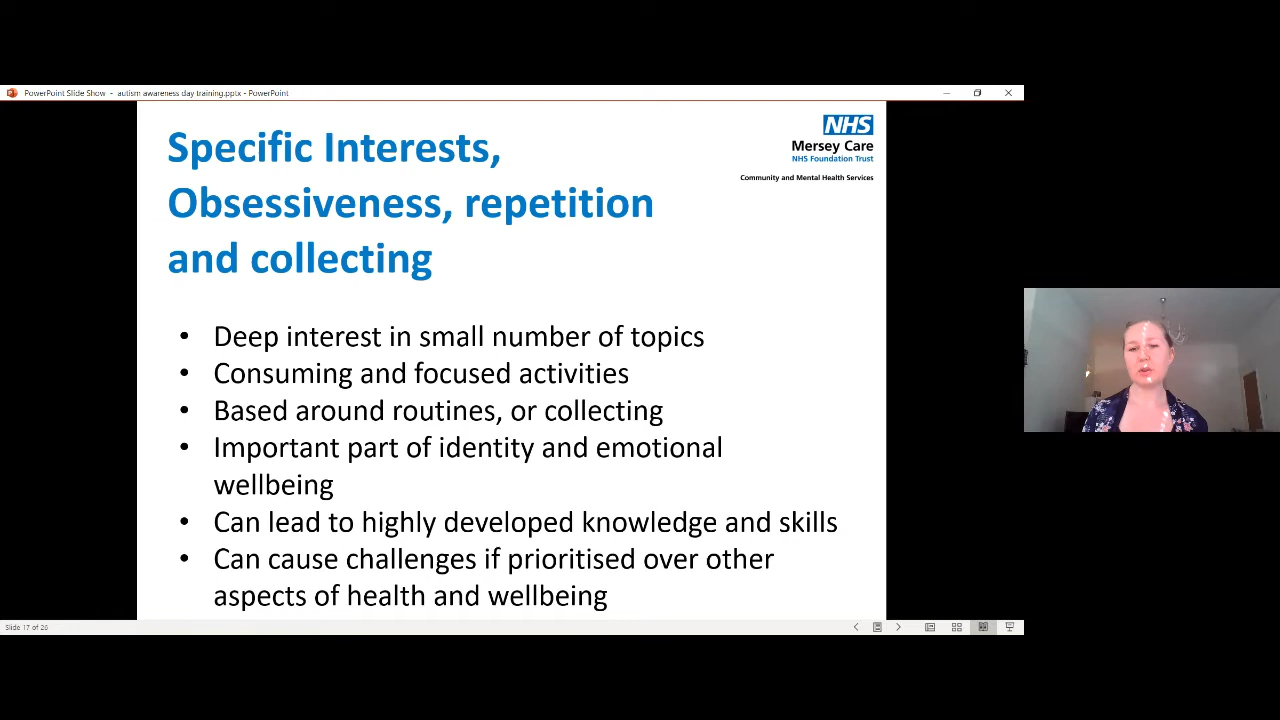 PowerPoint Slide Show - autism awareness day training.pptx - PowerPoint
NHS
Mersey Care
NHS Foundation Trust
Community and Mental Health Services
Specific Interests,
Obsessiveness, repetition
and collecting
• Deep interest in small number of topics
• Consuming and focused activities
• Based around routines, or collecting
• Important part of identity and emotional
wellbeing
• Can lead to highly developed knowledge and skills
• Can cause challenges if prioritised over other
aspects of health and wellbeing
Slide 17 of 26